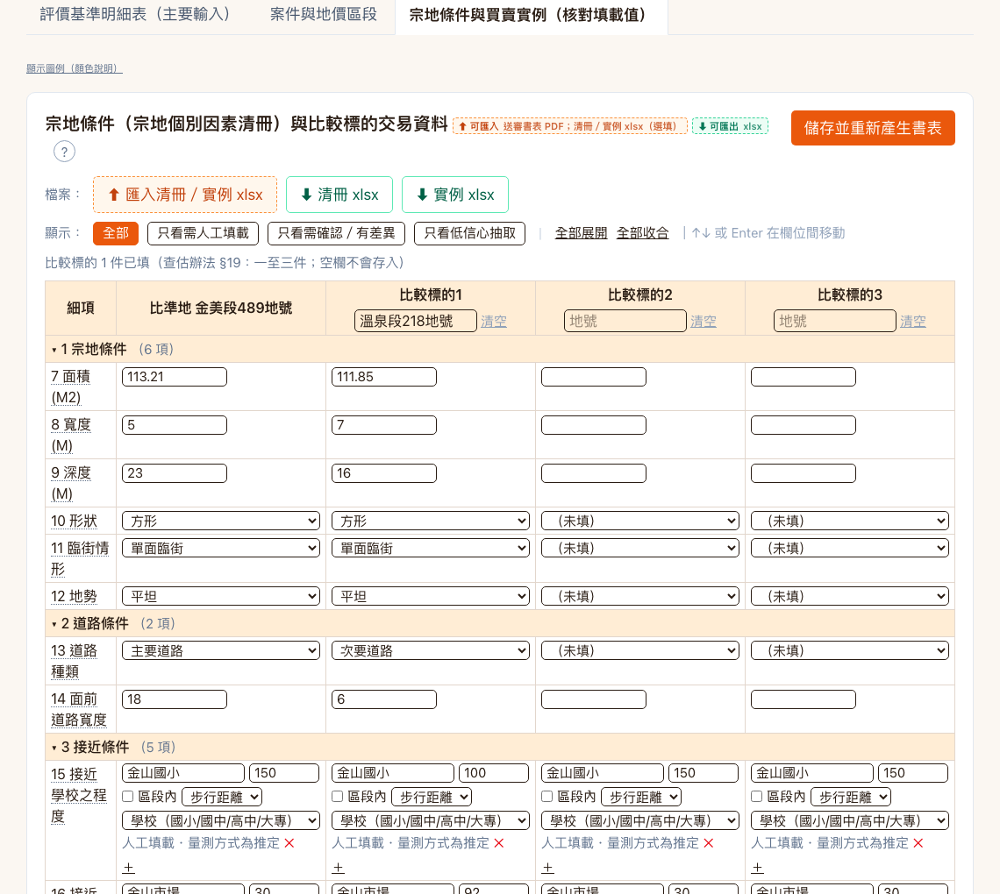 評價基準明細表（主要輸入） 案件與地價區段 宗地條件與買賣實例（核對填載值）
顯示圖例（顏色說明）
宗地條件（宗地個別因素清冊）與比較標的交易資料 ⬆ 可匯入 送審書表 PDF；清冊 / 實例 xlsx（選填） ⬇ 可匯出 xlsx 儲存並重新產生書表
?
檔案： ⬆ 匯入清冊 / 實例 xlsx ⬇ 清冊 xlsx ⬇ 實例 xlsx
顯示： 全部 只看需人工填載 只看需確認 / 有差異 只看低信心抽取 | 全部展開 全部收合 | ↑↓ 或 Enter 在欄位間移動
比較標的 1 件已填（查估辦法 §19：一至三件；空欄不會存入）
細項 比準地 金美段489地號 比較標的1 比較標的2 比較標的3
溫泉段218地號 清空 地號 清空 地號 清空
▾ 1 宗地條件 （6 項）
7 面積 (M2) 113.21 111.85
8 寬度 (M) 5 7
9 深度 (M) 23 16
10 形狀 方形 方形 （未填） （未填）
11 臨街情形 單面臨街 單面臨街 （未填） （未填）
12 地勢 平坦 平坦 （未填） （未填）
▾ 2 道路條件 （2 項）
13 道路種類 主要道路 次要道路 （未填） （未填）
14 面前道路寬度 18 6
▾ 3 接近條件 （5 項）
15 接近學校之程度 金山國小 150 金山國小 100 金山國小 150 金山國小 150
區段內 步行距離 區段內 步行距離 區段內 步行距離 區段內 步行距離
學校（國小/國中/高中/大專） 學校（國小/國中/高中/大專） 學校（國小/國中/高中/大專） 學校（國小/國中/高中/大專）
人工填載．量測方式為推定 ✕ 人工填載．量測方式為推定 ✕ 人工填載．量測方式為推定 ✕ 人工填載．量測方式為推定 ✕
＋ ＋ ＋ ＋
16 接近 金山市場 30 金山市場 92 金山市場 30 金山市場 30